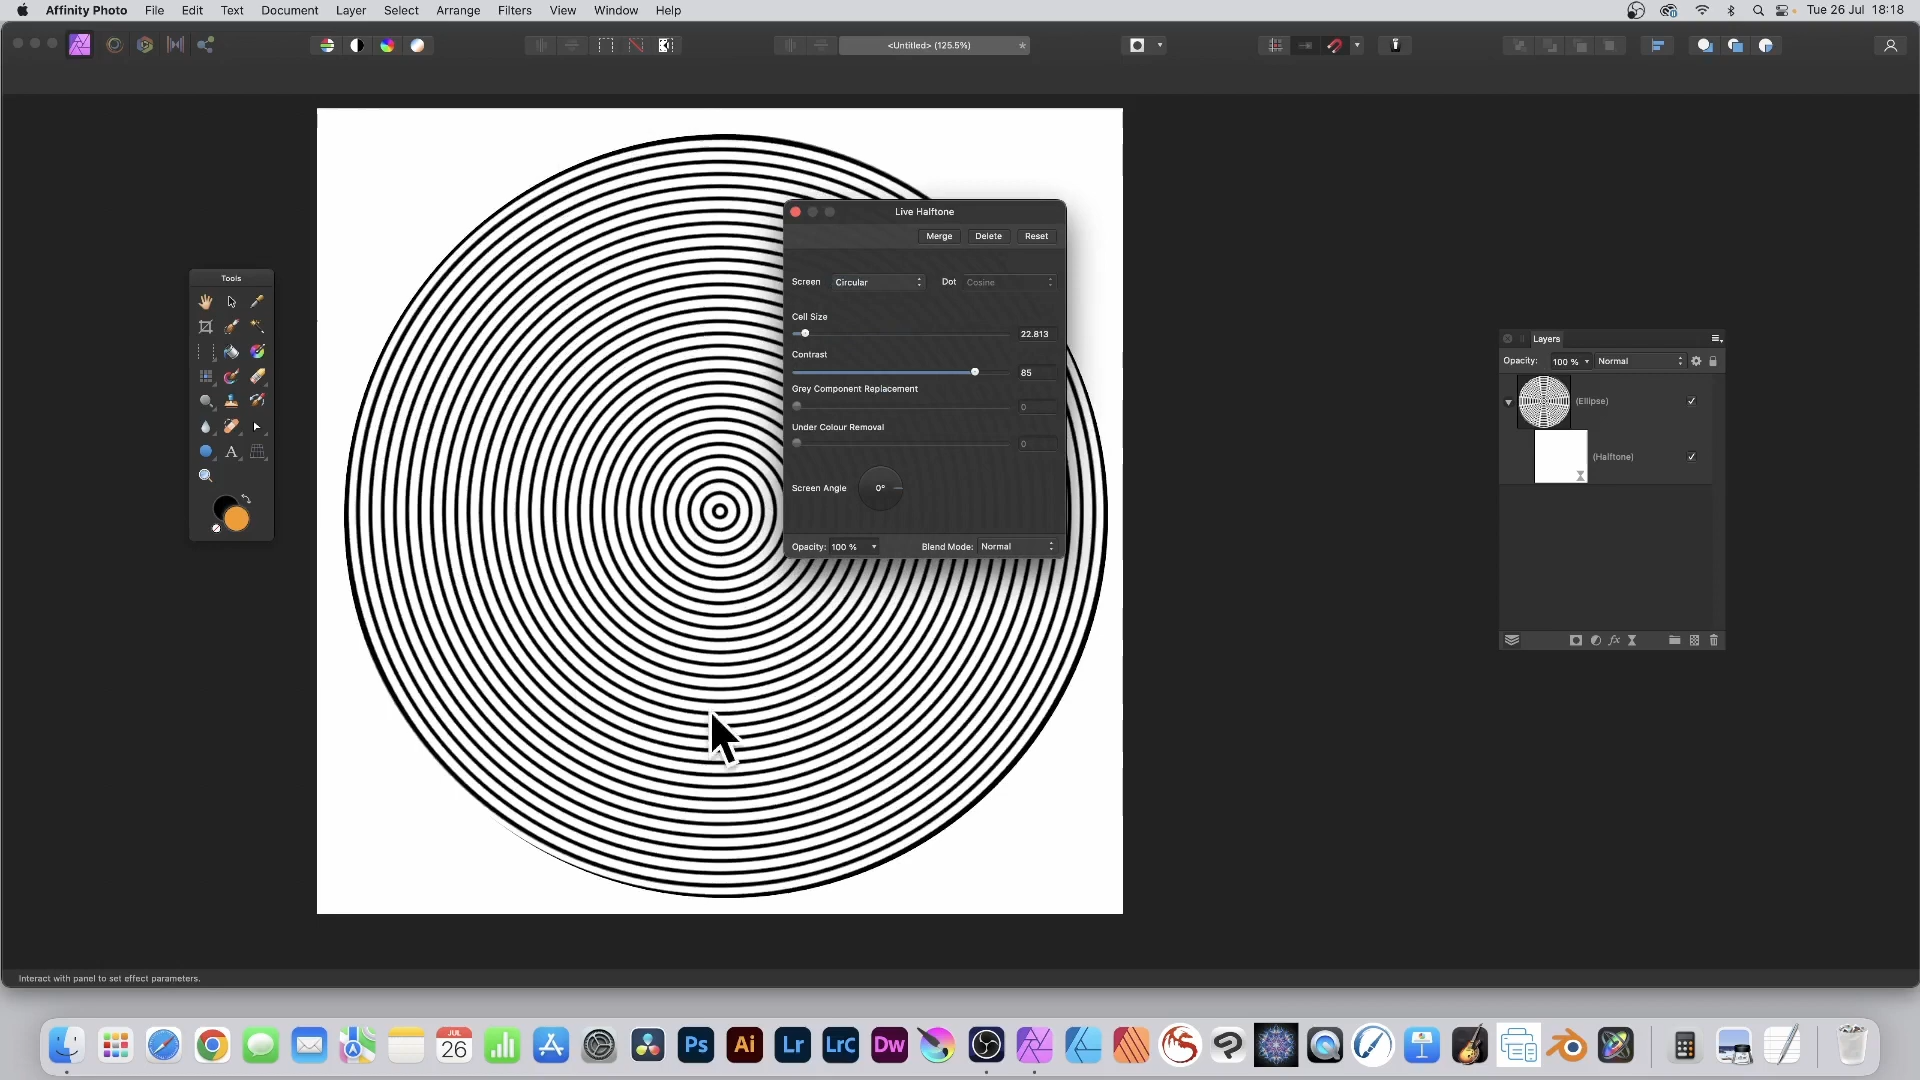 Affinity Photo File Edit Text Document Layer Select Arrange Filters View Window Help Tue 26 Jul 18:18
<Untitled> (125.5%)
Live Halftone
Merge Delete Reset
Tools
Screen Circular Dot Cosine
Cell Size
22.813
Contrast
85
Grey Component Replacement
0
Under Colour Removal
0
Screen Angle 0°
Opacity: 100 % Blend Mode: Normal
Layers
Opacity: 100 % Normal
(Ellipse)
(Halftone)
A
fx
Interact with panel to set effect parameters.
JUL
26
Ps
Ai
Lr
LrC
Dw